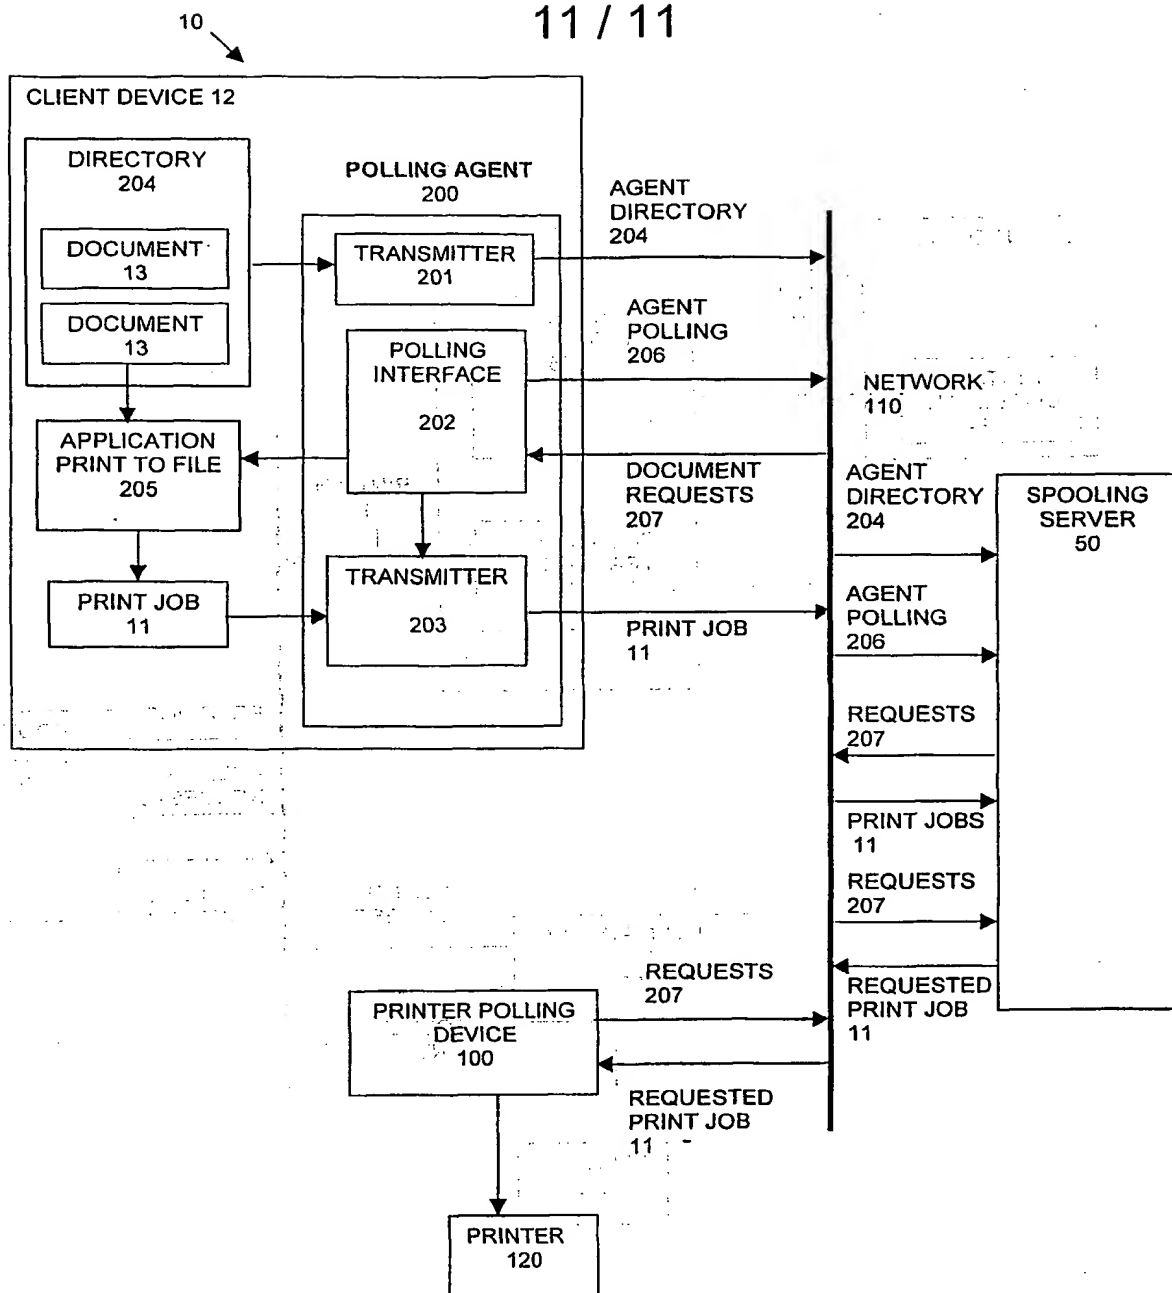 11 / 11
10
CLIENT DEVICE 12
DIRECTORY
204
DOCUMENT
13
DOCUMENT
13
APPLICATION
PRINT TO FILE
205
PRINT JOB
11
POLLING AGENT
200
TRANSMITTER
201
POLLING
INTERFACE
202
TRANSMITTER
203
AGENT
DIRECTORY
204
AGENT
POLLING
206
DOCUMENT
REQUESTS
207
PRINT JOB
11
NETWORK
110
AGENT
DIRECTORY
204
AGENT
POLLING
206
REQUESTS
207
PRINT JOBS
11
REQUESTS
207
REQUESTED
PRINT JOB
11
SPOOLING
SERVER
50
REQUESTS
207
PRINTER POLLING
DEVICE
100
REQUESTED
PRINT JOB
11
PRINTER
120